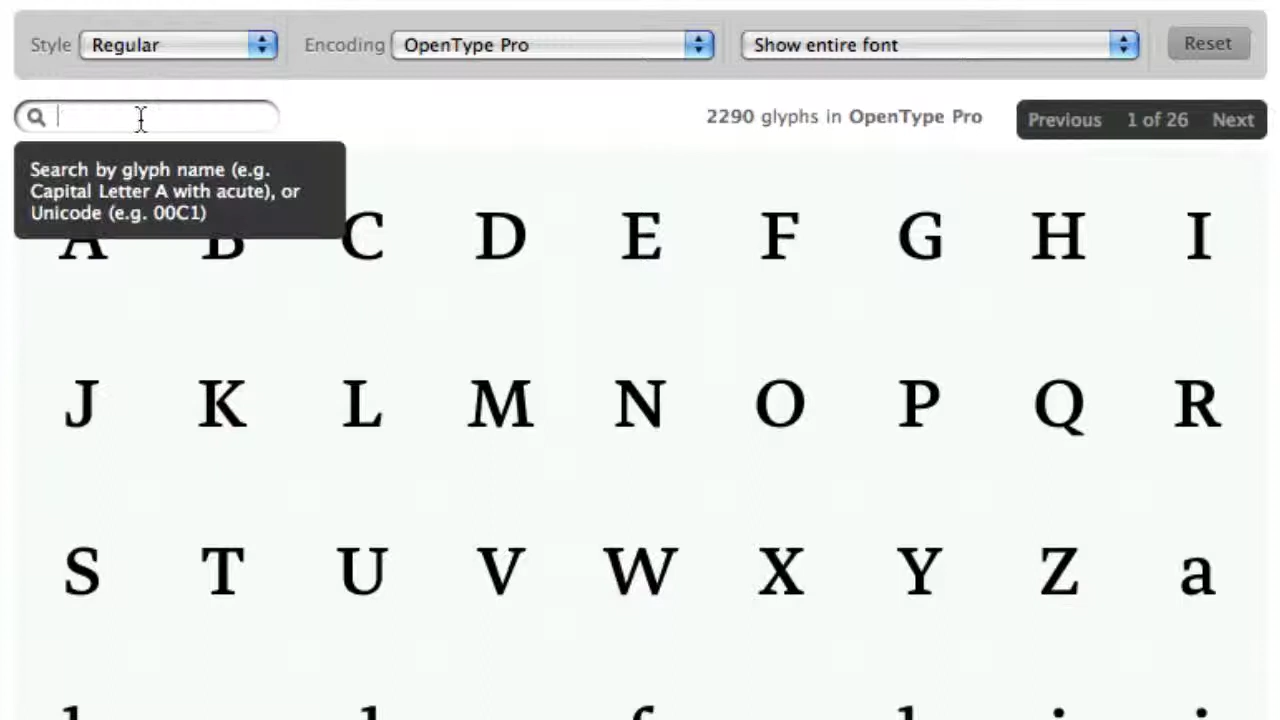 Style Regular Encoding OpenType Pro Show entire font Reset
2290 glyphs in OpenType Pro Previous 1 of 26 Next
Search by glyph name (e.g.
Capital Letter A with acute), or
Unicode (e.g. 00C1)
A B C D E F G H I
J K L M N O P Q R
S T U V W X Y Z a